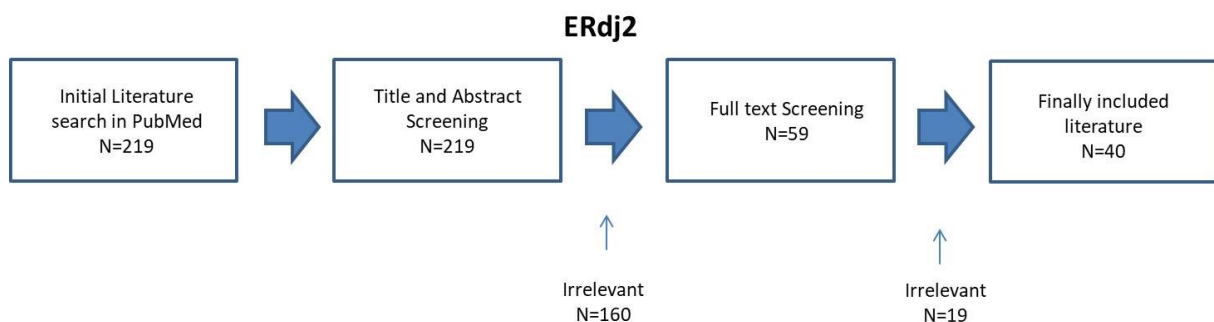 ERdj2
Initial Literature
search in PubMed
N=219
Title and Abstract
Screening
N=219
Full text Screening
N=59
Finally included
literature
N=40
Irrelevant
N=160
Irrelevant
N=19